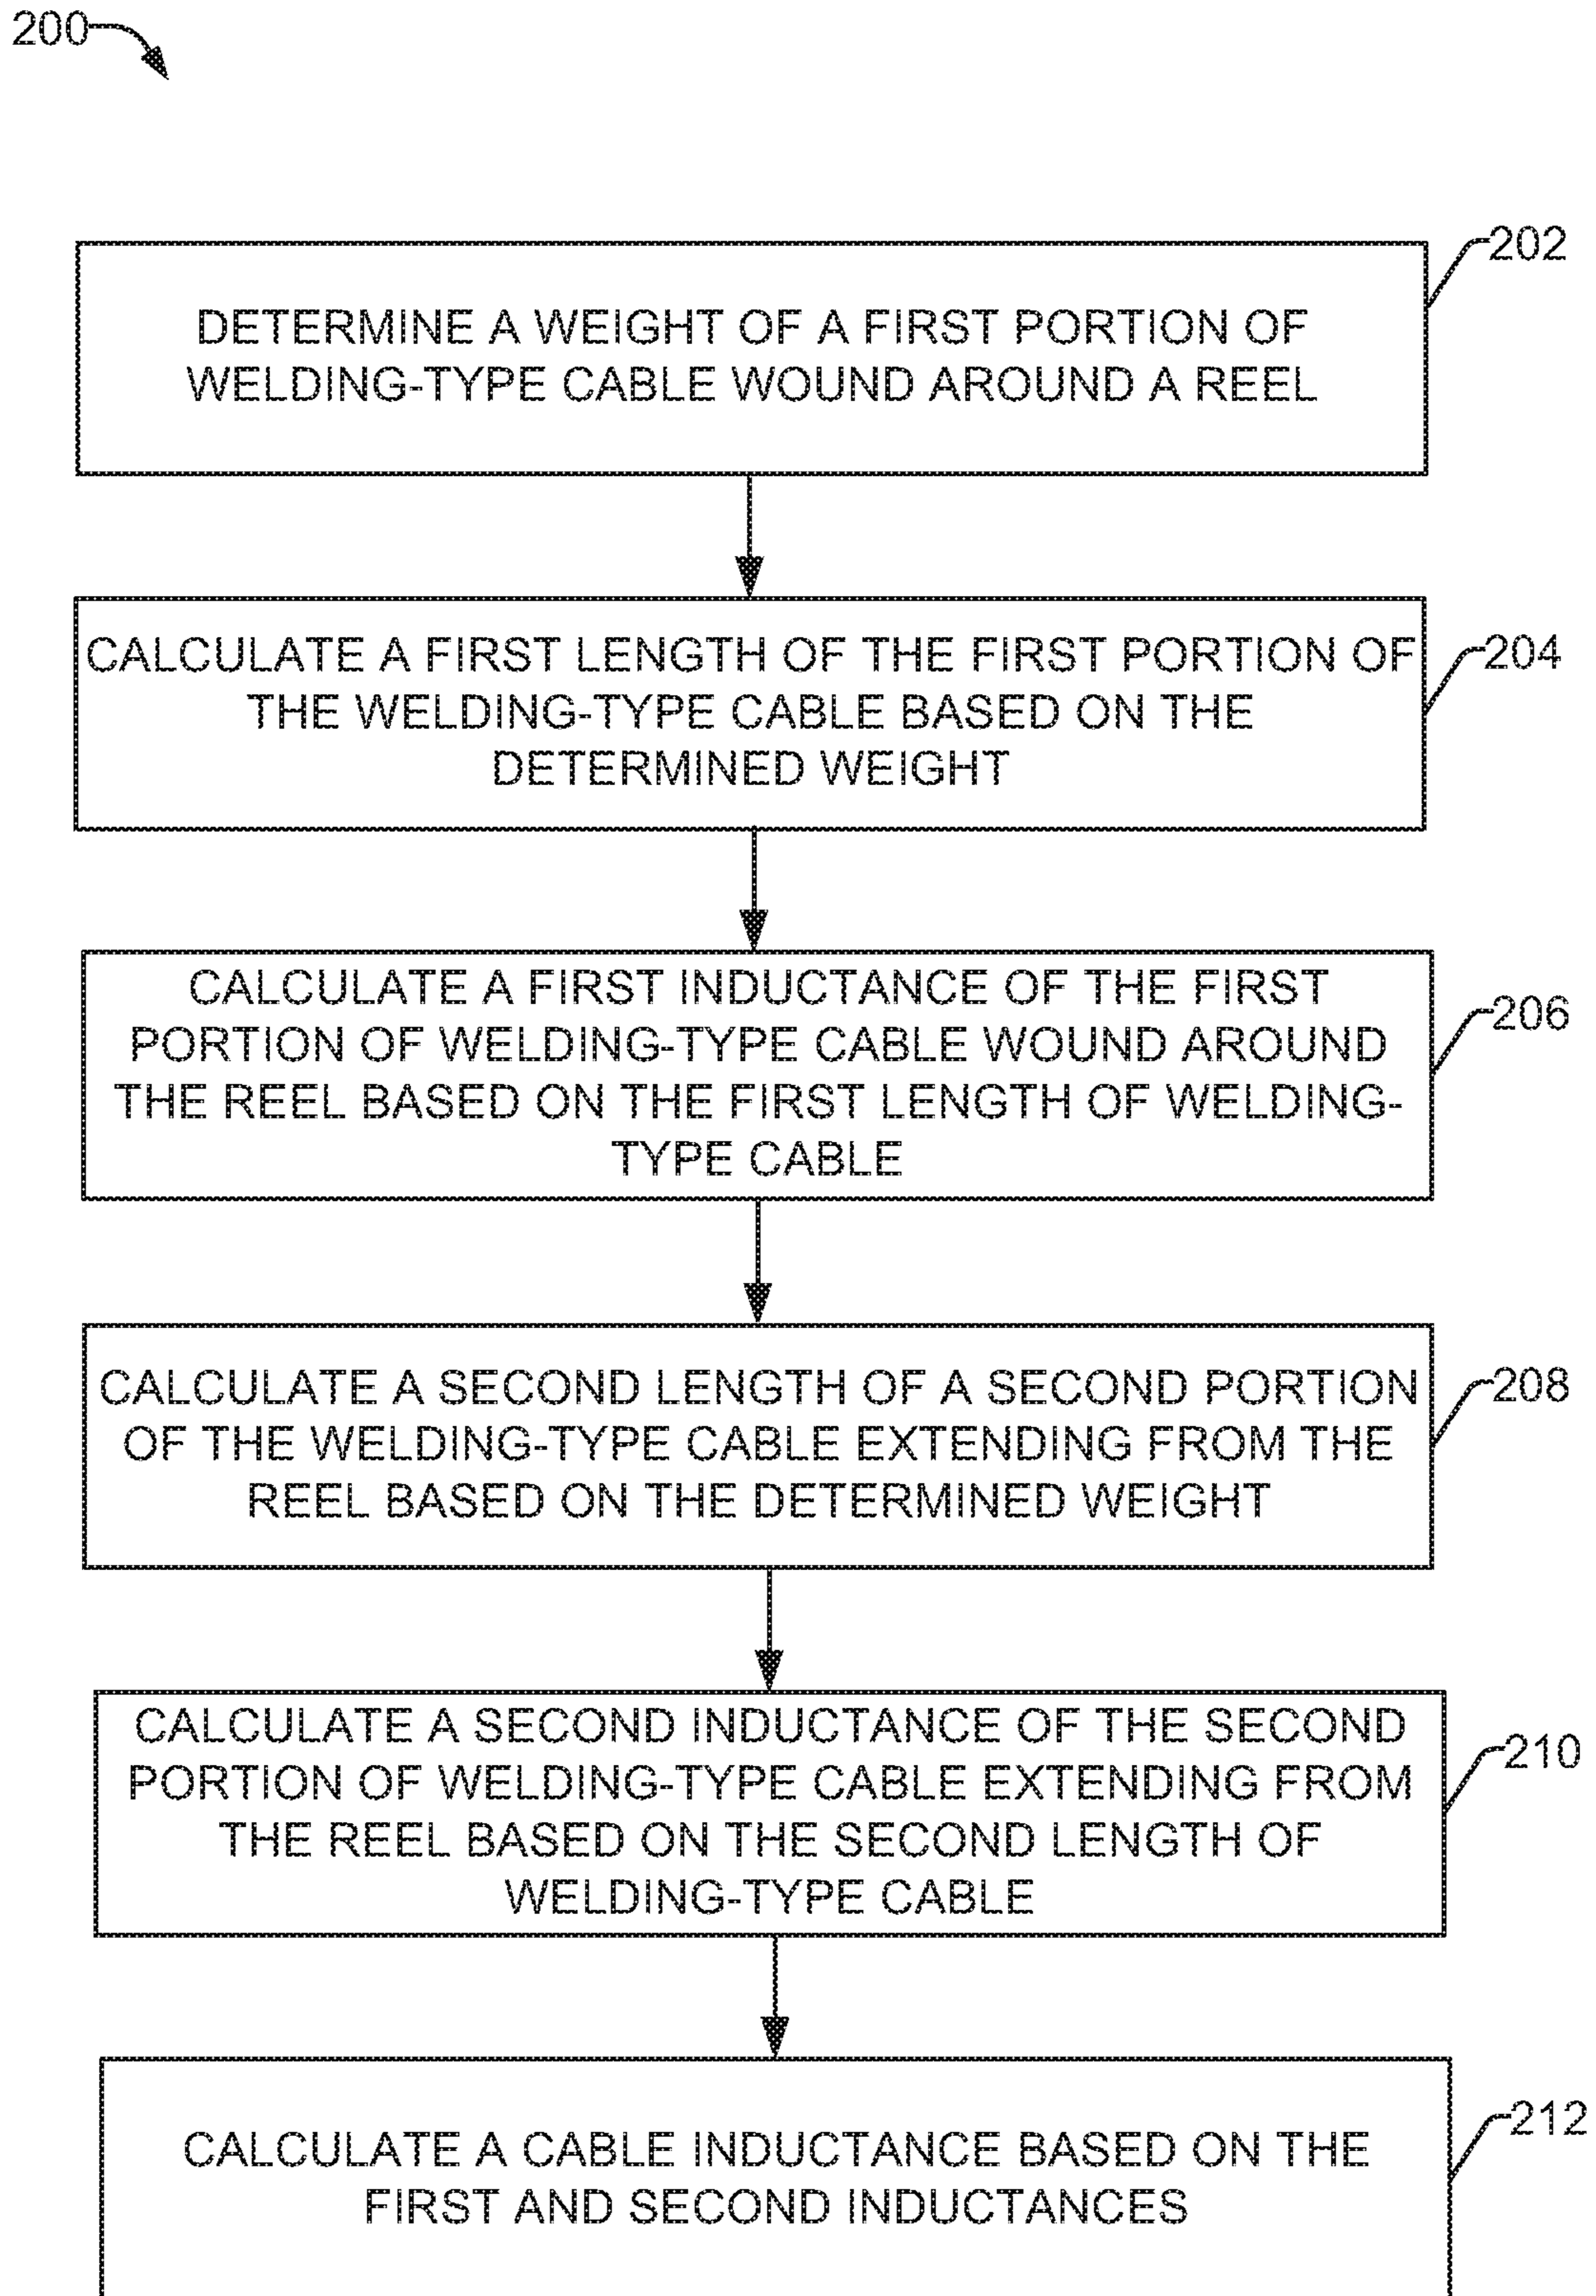 200
202
DETERMINE A WEIGHT OF A FIRST PORTION OF
WELDING-TYPE CABLE WOUND AROUND A REEL
204
CALCULATE A FIRST LENGTH OF THE FIRST PORTION OF
THE WELDING-TYPE CABLE BASED ON THE
DETERMINED WEIGHT
206
CALCULATE A FIRST INDUCTANCE OF THE FIRST
PORTION OF WELDING-TYPE CABLE WOUND AROUND
THE REEL BASED ON THE FIRST LENGTH OF WELDING-
TYPE CABLE
208
CALCULATE A SECOND LENGTH OF A SECOND PORTION
OF THE WELDING-TYPE CABLE EXTENDING FROM THE
REEL BASED ON THE DETERMINED WEIGHT
210
CALCULATE A SECOND INDUCTANCE OF THE SECOND
PORTION OF WELDING-TYPE CABLE EXTENDING FROM
THE REEL BASED ON THE SECOND LENGTH OF
WELDING-TYPE CABLE
212
CALCULATE A CABLE INDUCTANCE BASED ON THE
FIRST AND SECOND INDUCTANCES